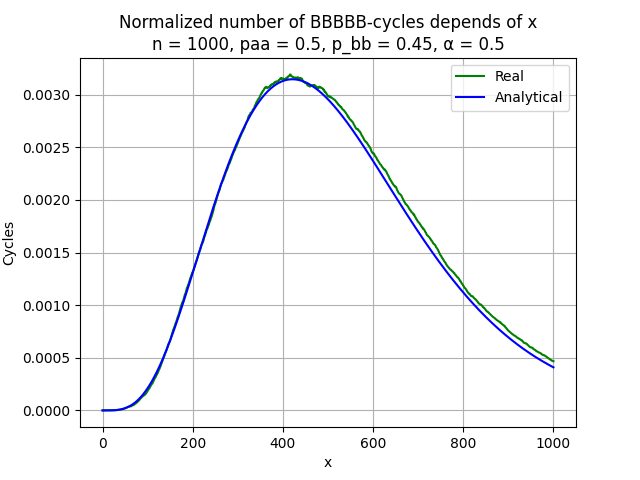 Normalized number of BBBBB-cycles depends of x
n = 1000, paa = 0.5, p_bb = 0.45, α = 0.5
Real
Analytical
0.0030
0.0025
0.0020
0.0015
0.0010
0.0005
0.0000
Cycles
0 200 400 600 800 1000
x